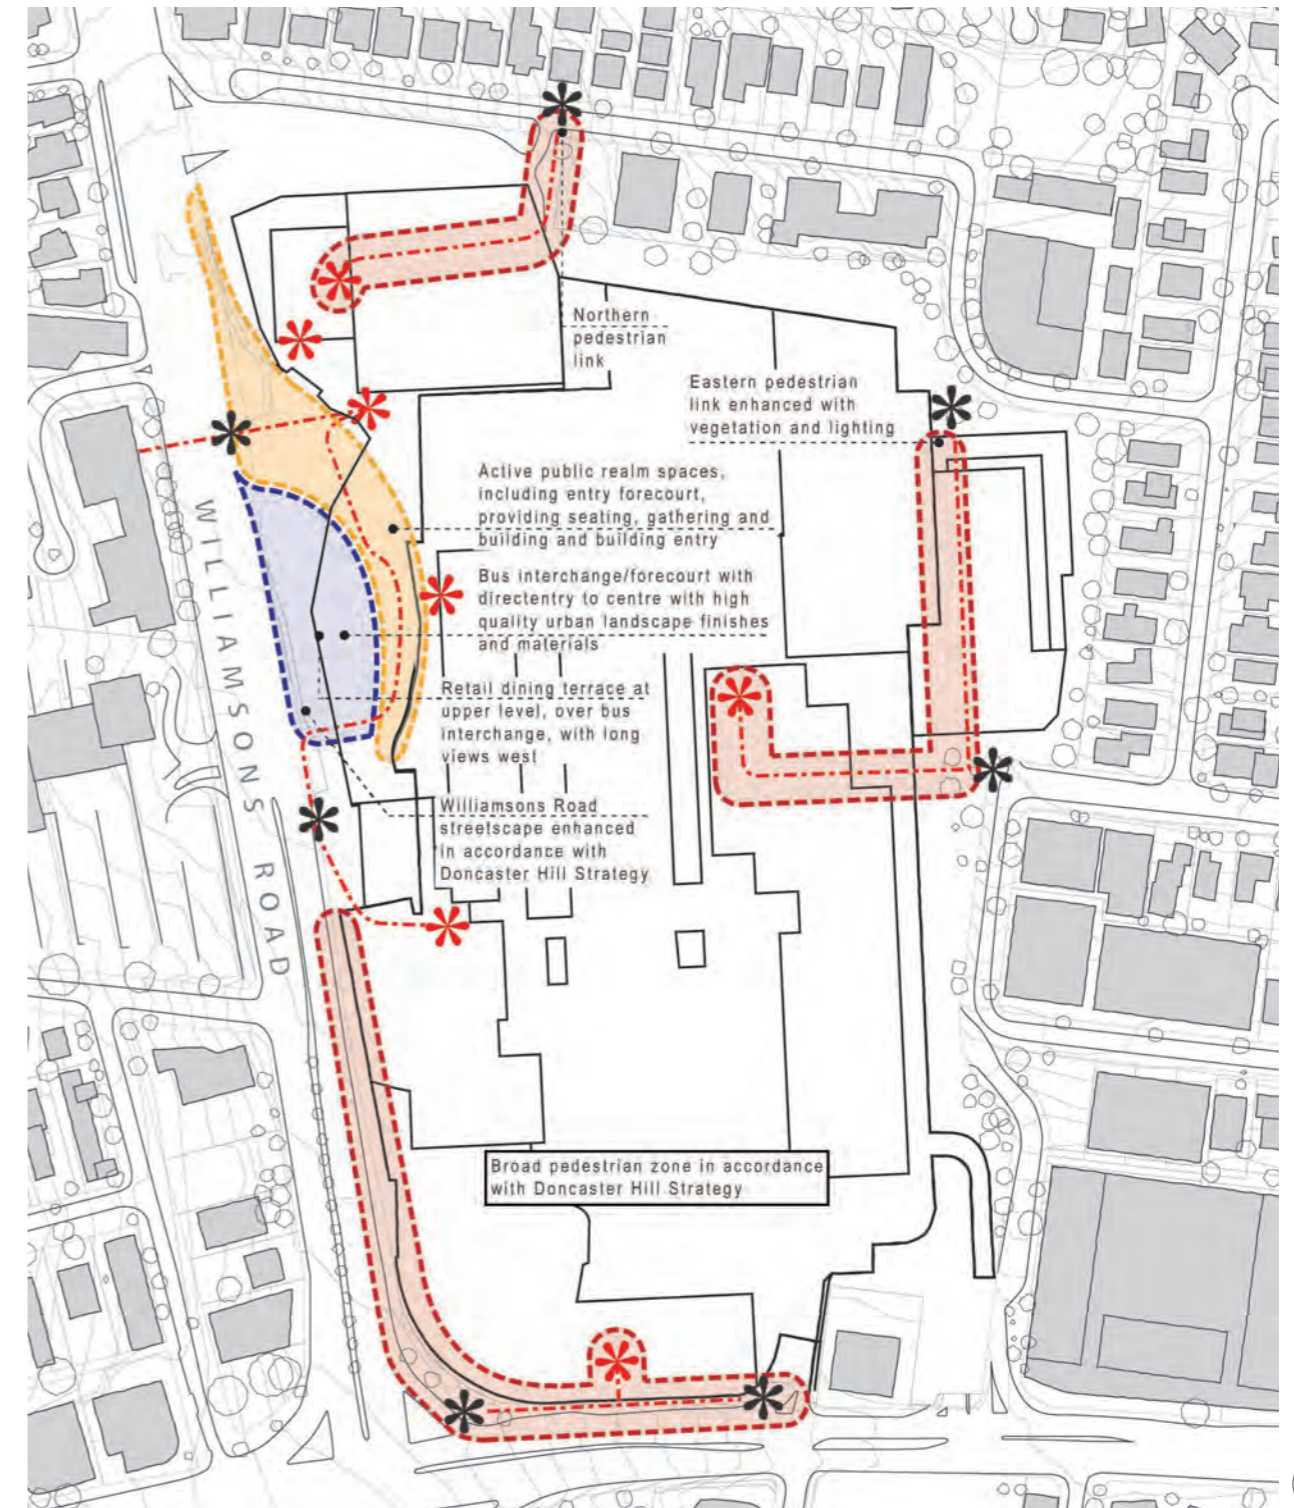 Northern
pedestrian
link
Eastern pedestrian
link enhanced with
vegetation and lighting
Active public realm spaces,
including entry forecourt,
providing seating, gathering and
building and building entry
Bus interchange/forecourt with
directentry to centre with high
quality urban landscape finishes
and materials
Retail dining terrace at
upper level, over bus
interchange, with long
views west
Williamsons Road
streetscape enhanced
in accordance with
Doncaster Hill Strategy
WILLIAMSONS ROAD
Broad pedestrian zone in accordance
with Doncaster Hill Strategy